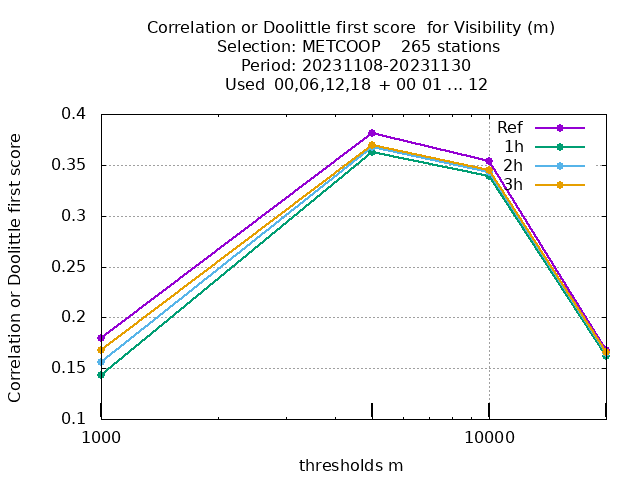 Correlation or Doolittle first score  for Visibility (m)
Selection: METCOOP    265 stations
Period: 20231108-20231130
Used  00,06,12,18 + 00 01 ... 12
Correlation or Doolittle first score
0.4
0.35
0.3
0.25
0.2
0.15
0.1
Ref
1h
2h
3h
1000
10000
thresholds m